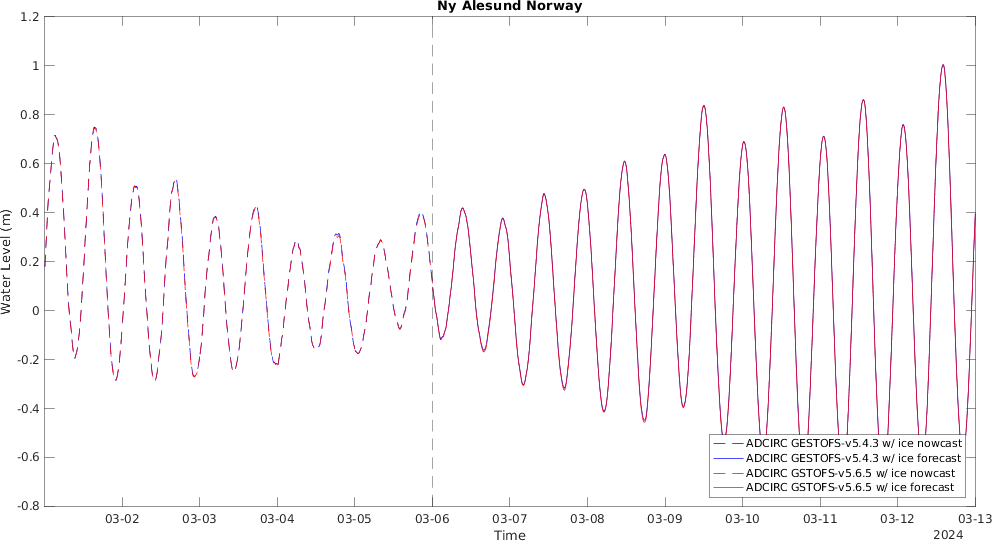 Ny Alesund Norway
1.2
1
0.8
0.6
0.4
0.2
0
-0.2
-0.4
-0.6
-0.8
Water Level (m)
ADCIRC GESTOFS-v5.4.3 w/ ice nowcast
ADCIRC GESTOFS-v5.4.3 w/ ice forecast
ADCIRC GSTOFS-v5.6.5 w/ ice nowcast
ADCIRC GSTOFS-v5.6.5 w/ ice forecast
03-02 03-03 03-04 03-05 03-06 03-07 03-08 03-09 03-10 03-11 03-12 03-13
Time
2024